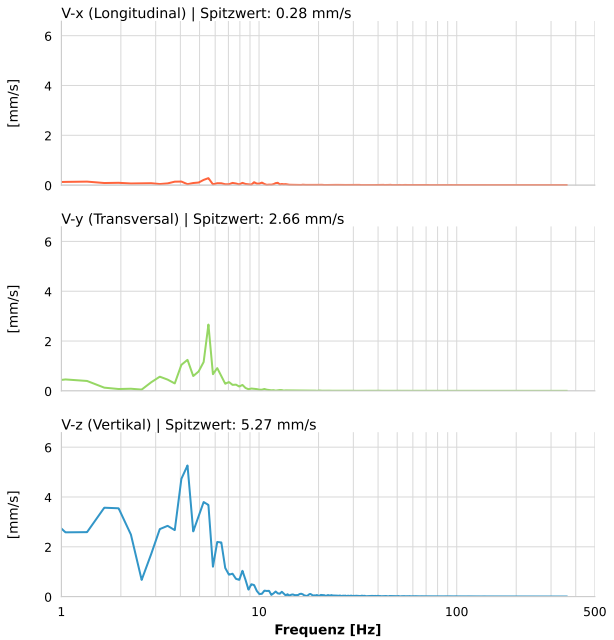 V-x (Longitudinal) | Spitzwert: 0.28 mm/s
6
4
2
0
[mm/s]
V-y (Transversal) | Spitzwert: 2.66 mm/s
6
4
2
0
[mm/s]
V-z (Vertikal) | Spitzwert: 5.27 mm/s
6
4
2
0
[mm/s]
1 10 100 500
Frequenz [Hz]